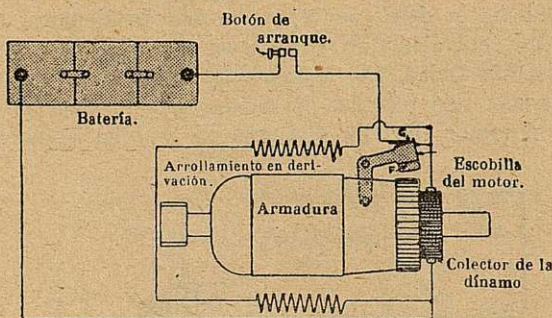 Botón de
arranque.
Batería.
Arrollamiento en deri-
vación.
Armadura
Escobilla
del motor.
Colector de la
dínamo